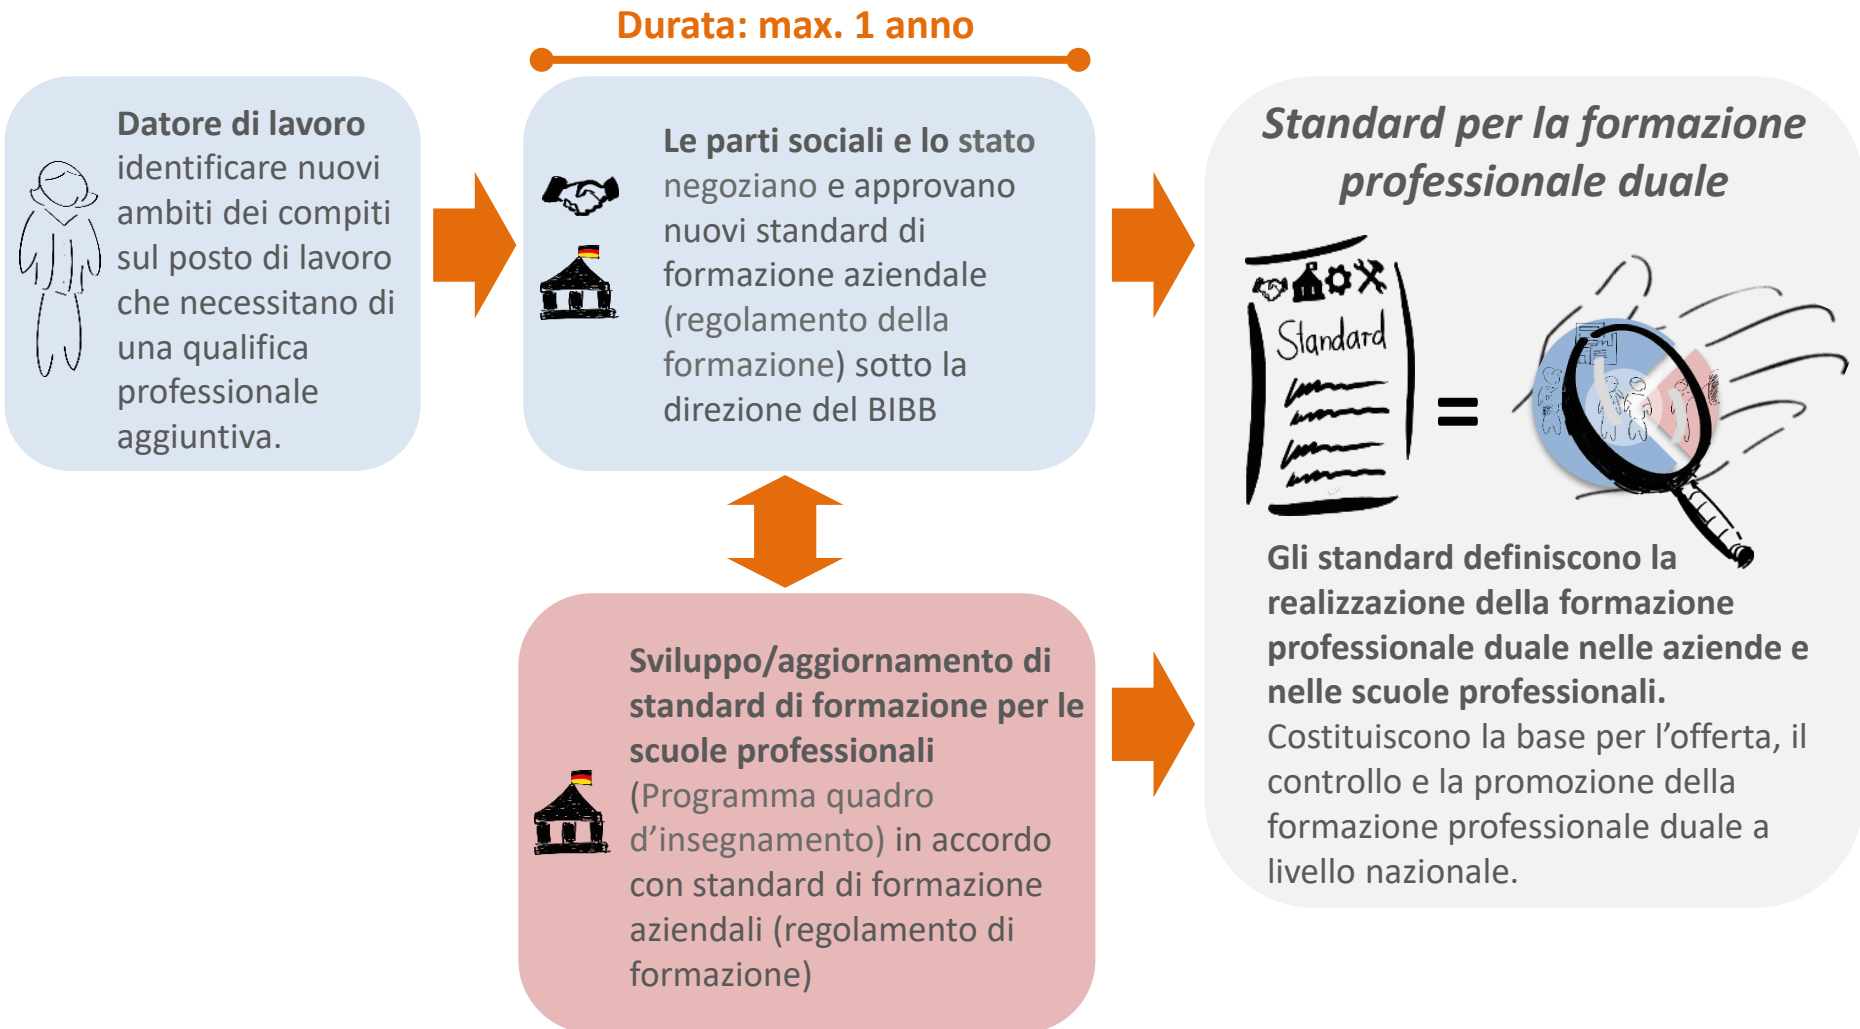 Durata: max. 1 anno
Datore di lavoro
identificare nuovi
ambiti dei compiti
sul posto di lavoro
che necessitano di
una qualifica
professionale
aggiuntiva.
Le parti sociali e lo stato
negoziano e approvano
nuovi standard di
formazione aziendale
(regolamento della
formazione) sotto la
direzione del BIBB
Sviluppo/aggiornamento di
standard di formazione per le
scuole professionali
(Programma quadro
d’insegnamento) in accordo
con standard di formazione
aziendali (regolamento di
formazione)
Standard per la formazione
professionale duale
Standard
=
Gli standard definiscono la
realizzazione della formazione
professionale duale nelle aziende e
nelle scuole professionali.
Costituiscono la base per l’offerta, il
controllo e la promozione della
formazione professionale duale a
livello nazionale.